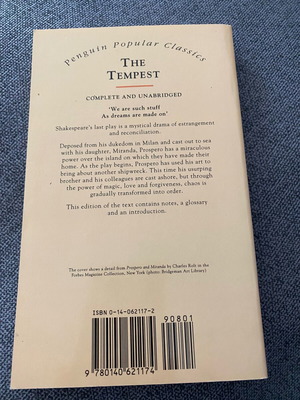 Penguin Popular Classics
THE
TEMPEST
COMPLETE AND UNABRIDGED
'We are such stuff
As dreams are made on'
Shakespeare's last play is a mystical drama of estrangement
and reconciliation.
Deposed from his dukedom in Milan and cast out to sea
with his daughter, Miranda, Prospero has a miraculous
power over the island on which they have made their
home. As the play begins, Prospero has used his art to
bring about another shipwreck. This time his usurping
brother and his colleagues are cast ashore, but through
the power of magic, love and forgiveness, chaos is
gradually transformed into order.
This edition of the text contains notes, a glossary
and an introduction.
The cover shows a detail from Prospero and Miranda by Charles Rolt in the
Forbes Magazine Collection, New York (photo: Bridgeman Art Library)
ISBN 0-14-062117-2
90801
9 780140 621174